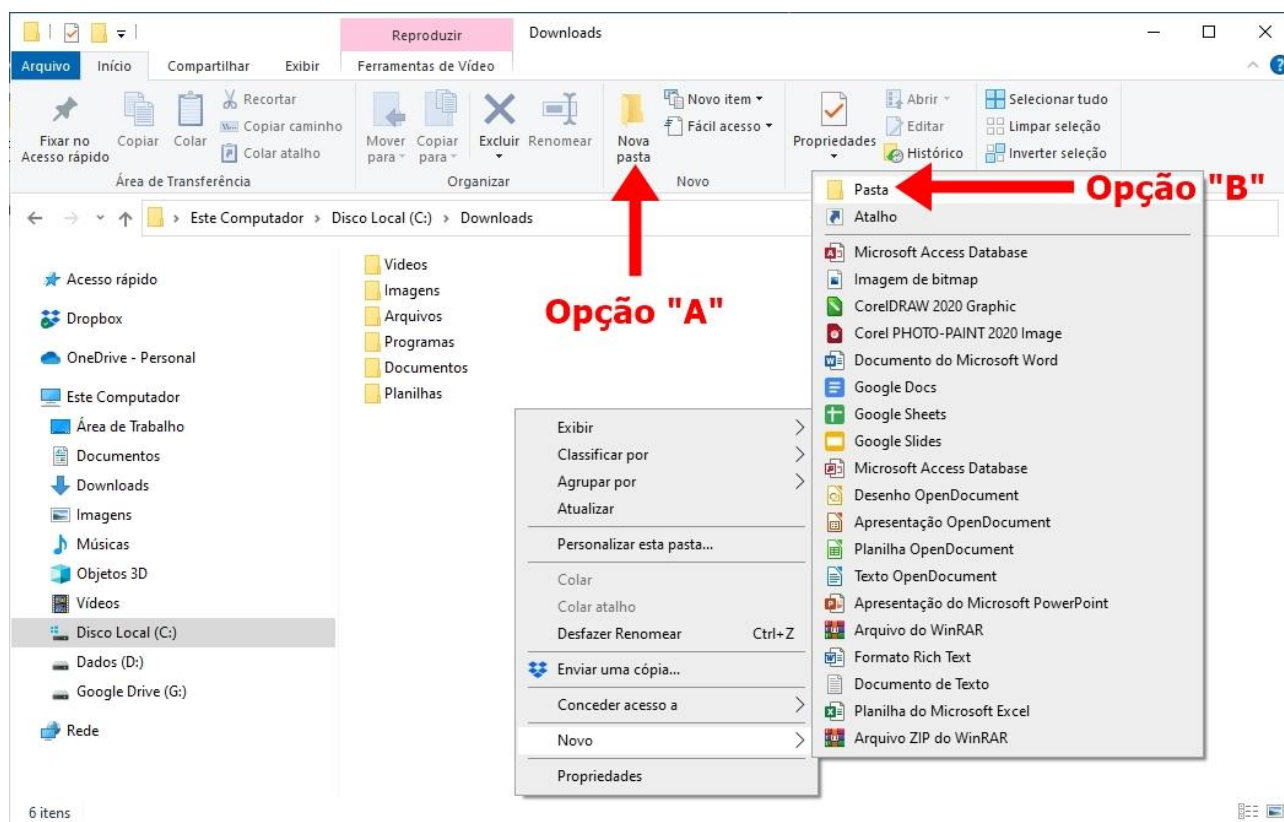 Reproduzir
Downloads
Arquivo
Início
Compartilhar
Exibir
Ferramentas de Vídeo
Fixar no
Acesso rápido
Copiar
Colar
Recortar
Copiar caminho
Colar atalho
Área de Transferência
Mover
para
Copiar
para
Excluir
Renomear
Organizar
Nova
pasta
Novo item
Fácil acesso
Novo
Propriedades
Abrir
Editar
Histórico
Selecionar tudo
Limpar seleção
Inverter seleção
Este Computador > Disco Local (C:) > Downloads
Acesso rápido
Dropbox
OneDrive - Personal
Este Computador
Área de Trabalho
Documentos
Downloads
Imagens
Músicas
Objetos 3D
Vídeos
Disco Local (C:)
Dados (D:)
Google Drive (G:)
Rede
Videos
Imagens
Arquivos
Programas
Documentos
Planilhas
Opção "A"
Exibir
Classificar por
Agrupar por
Atualizar
Personalizar esta pasta...
Colar
Colar atalho
Desfazer Renomear Ctrl+Z
Enviar uma cópia...
Conceder acesso a
Novo
Propriedades
Opção "B"
Pasta
Atalho
Microsoft Access Database
Imagem de bitmap
CorelDRAW 2020 Graphic
Corel PHOTO-PAINT 2020 Image
Documento do Microsoft Word
Google Docs
Google Sheets
Google Slides
Microsoft Access Database
Desenho OpenDocument
Apresentação OpenDocument
Planilha OpenDocument
Texto OpenDocument
Apresentação do Microsoft PowerPoint
Arquivo do WinRAR
Formato Rich Text
Documento de Texto
Planilha do Microsoft Excel
Arquivo ZIP do WinRAR
6 itens